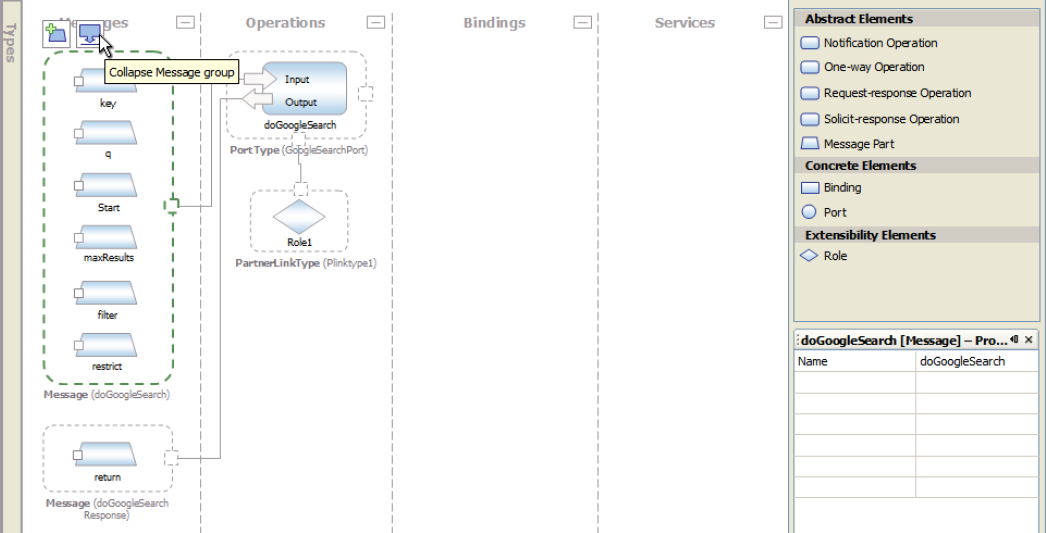 Types
Messages
Operations
Bindings
Services
Collapse Message group
key
q
Start
maxResults
filter
restrict
Message (doGoogleSearch)
return
Message (doGoogleSearch
Response)
Input
Output
doGoogleSearch
PortType (GoogleSearchPort)
Role1
PartnerLinkType (Plinktype1)
Abstract Elements
Notification Operation
One-way Operation
Request-response Operation
Solicit-response Operation
Message Part
Concrete Elements
Binding
Port
Extensibility Elements
Role
doGoogleSearch [Message] – Pro...
Name doGoogleSearch